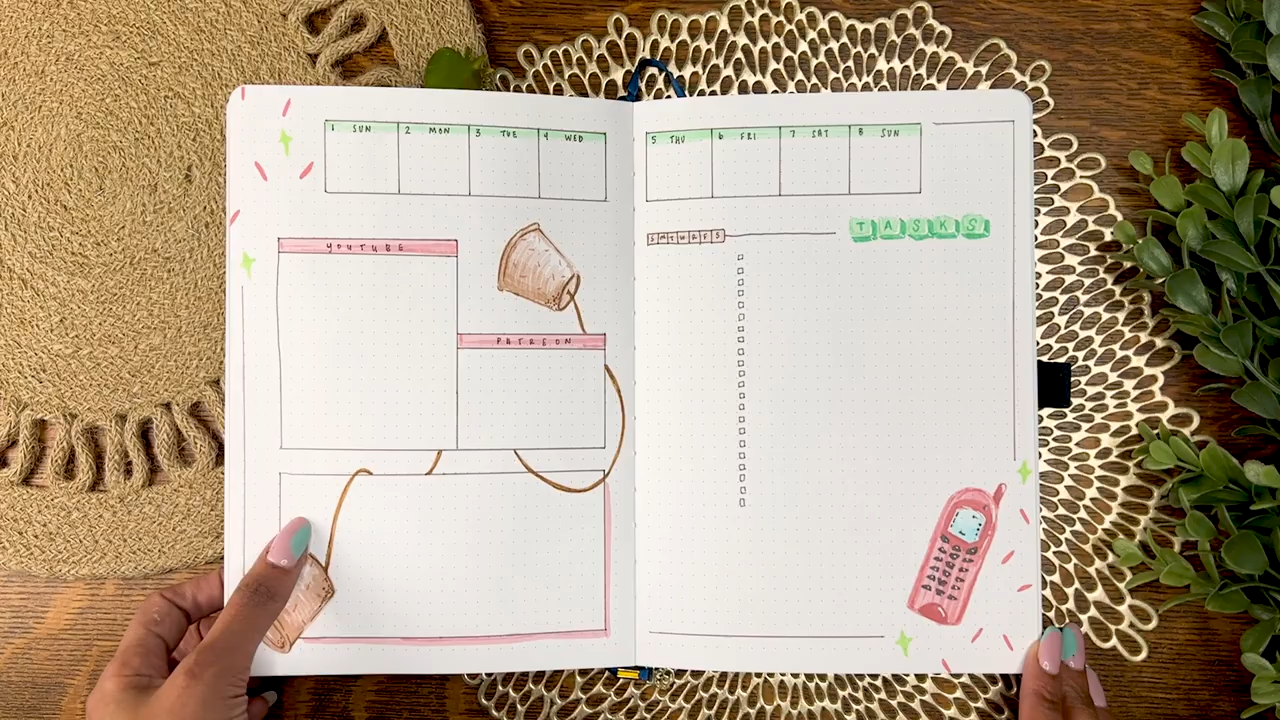 1 SUN 2 MON 3 TUE 4 WED
5 THU 6 FRI 7 SAT 8 SUN
YOUTUBE
PATREON
S M T W R F S
TASKS